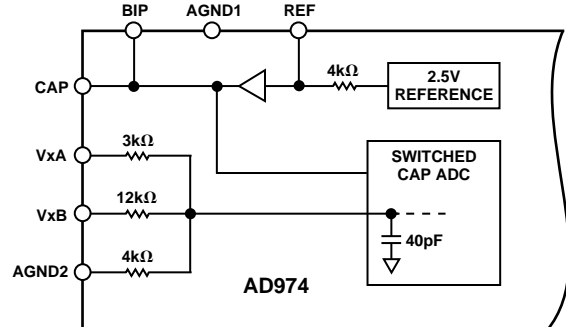 BIP AGND1 REF
CAP
4kΩ
2.5V
REFERENCE
VxA
3kΩ
SWITCHED
CAP ADC
VxB
12kΩ
40pF
AGND2
4kΩ
AD974